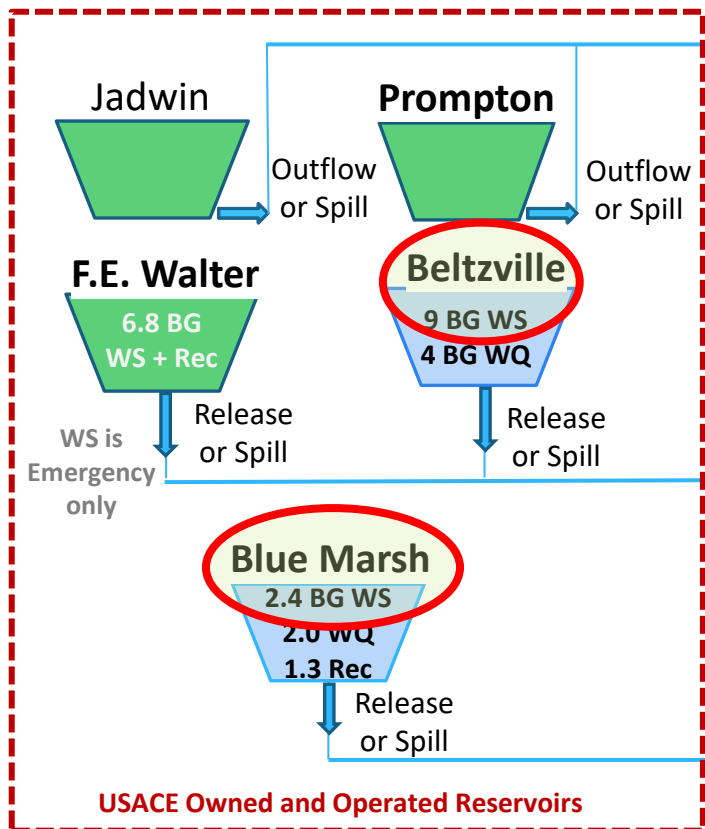 Jadwin
Prompton
Outflow
or Spill
Outflow
or Spill
F.E. Walter
6.8 BG
WS + Rec
Beltzville
9 BG WS
4 BG WQ
Release
or Spill
Release
or Spill
WS is
Emergency
only
Blue Marsh
2.4 BG WS
2.0 WQ
1.3 Rec
Release
or Spill
USACE Owned and Operated Reservoirs